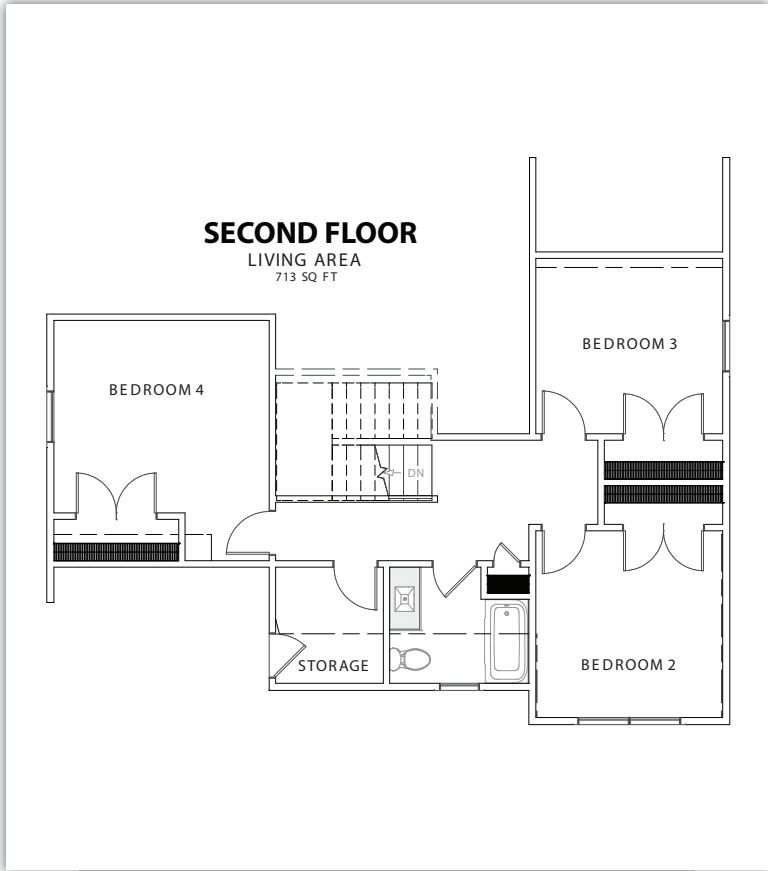 SECOND FLOOR
LIVING AREA
713 SQ FT
BEDROOM 3
BEDROOM 4
DN
STORAGE
BEDROOM 2